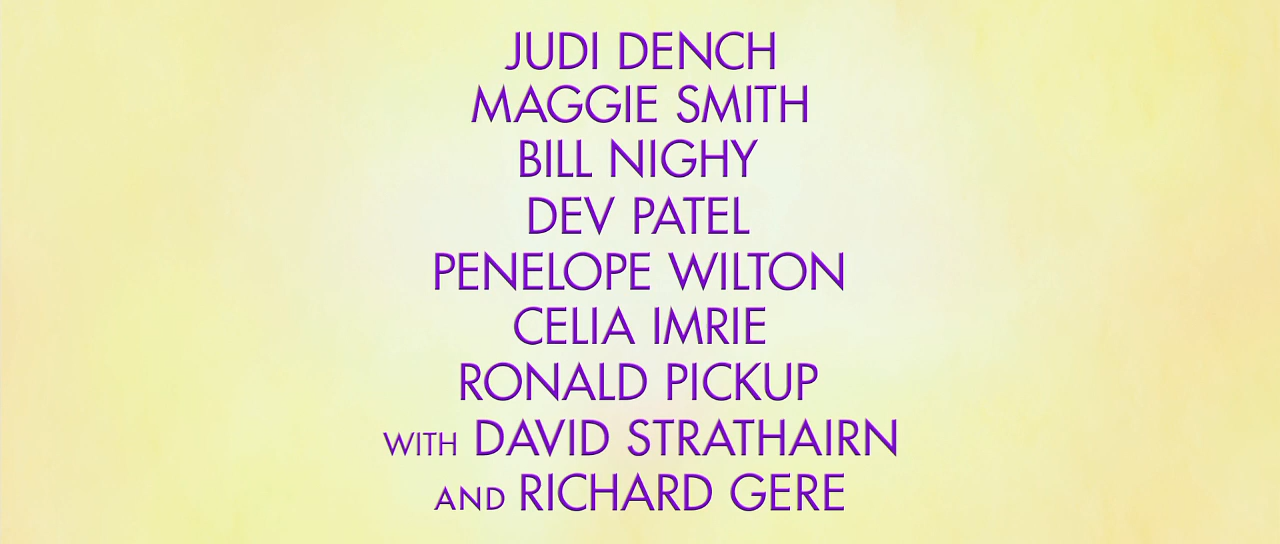 JUDI DENCH
MAGGIE SMITH
BILL NIGHY
DEV PATEL
PENELOPE WILTON
CELIA IMRIE
RONALD PICKUP
WITH DAVID STRATHAIRN
AND RICHARD GERE